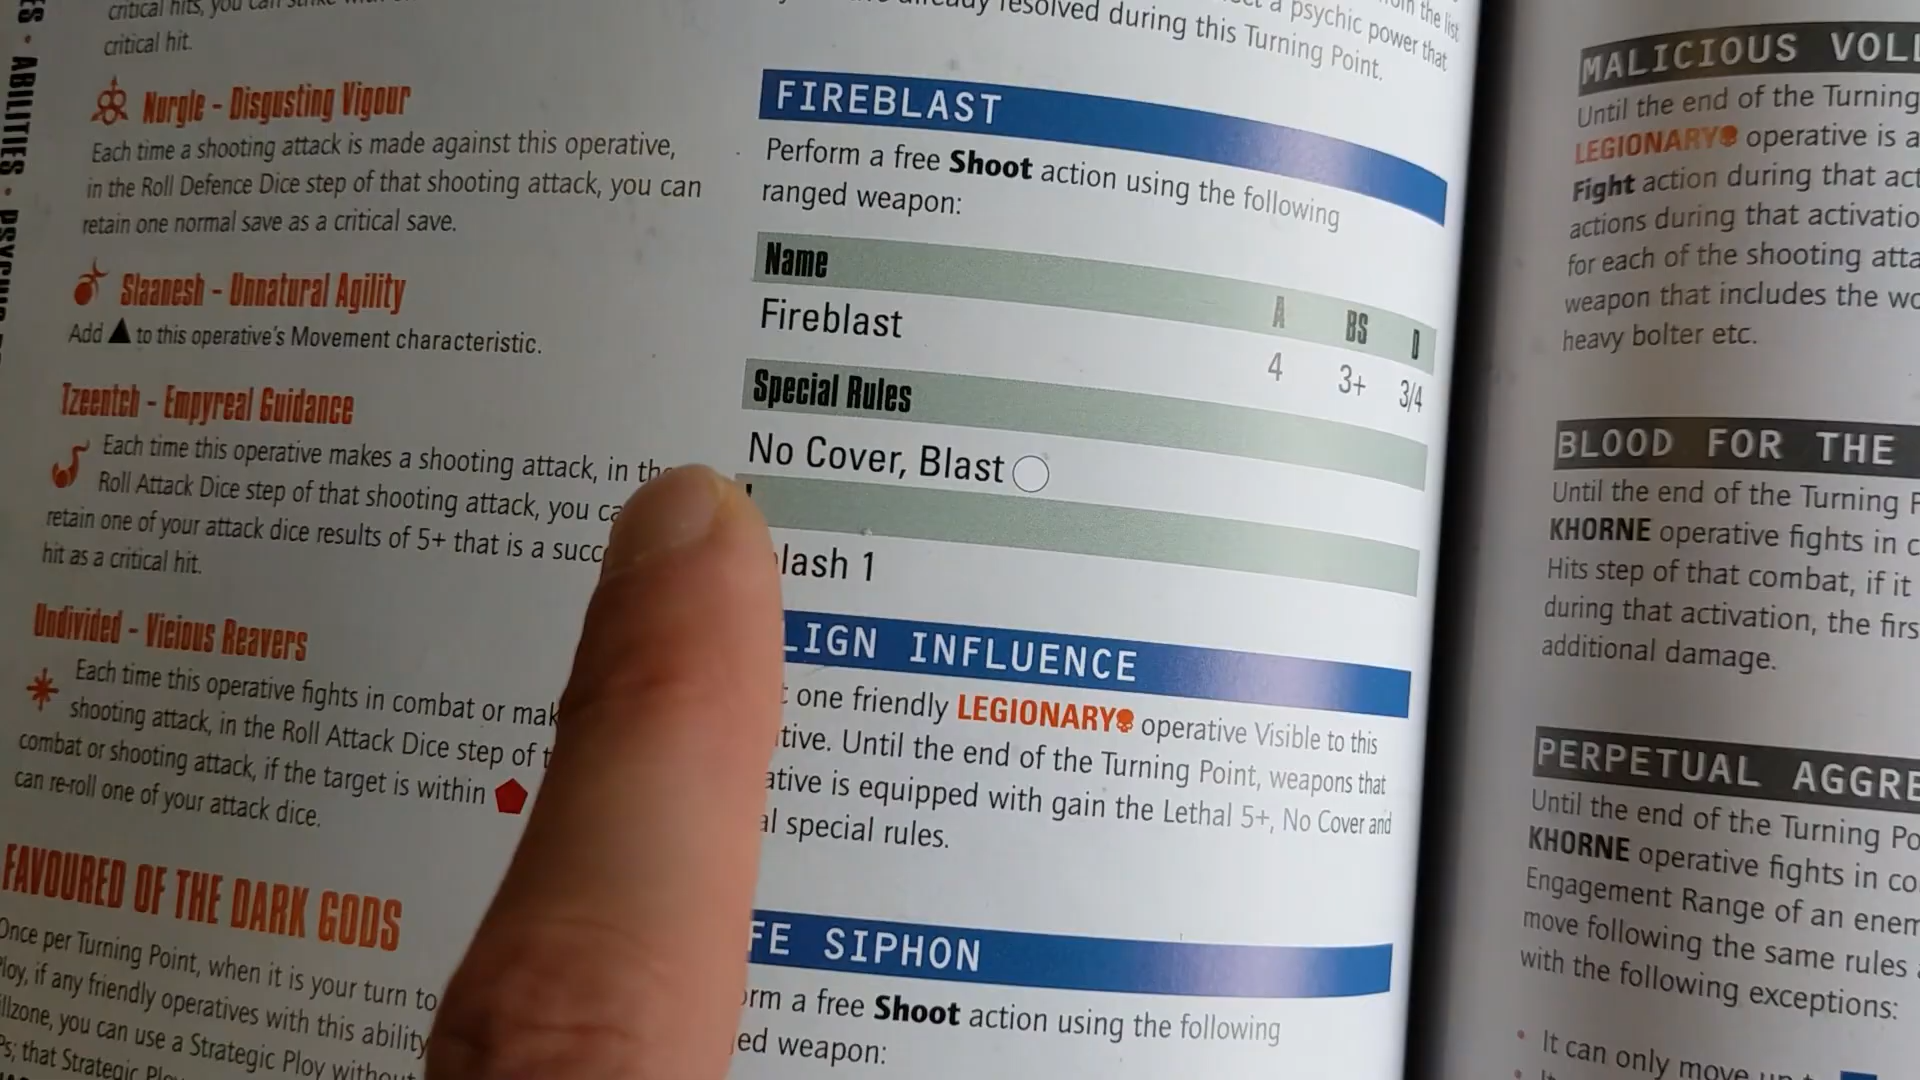 ABILITIES
critical hits, you can
critical hit.
Nurgle - Disgusting Vigour
Each time a shooting attack is made against this operative,
in the Roll Defence Dice step of that shooting attack, you can
retain one normal save as a critical save.
Slaanesh - Unnatural Agility
Add ▲ to this operative's Movement characteristic.
Tzeentch - Empyreal Guidance
Each time this operative makes a shooting attack, in the
Roll Attack Dice step of that shooting attack, you ca
retain one of your attack dice results of 5+ that is a succ
hit as a critical hit.
Undivided - Vicious Reavers
Each time this operative fights in combat or mak
shooting attack, in the Roll Attack Dice step of t
combat or shooting attack, if the target is within
can re-roll one of your attack dice.
FAVOURED OF THE DARK GODS
Once per Turning Point, when it is your turn to
Ploy, if any friendly operatives with this ability
illzone, you can use a Strategic Ploy without
Ps; that Strategic
a psychic power that
already resolved during this Turning Point.
FIREBLAST
Perform a free Shoot action using the following
ranged weapon:
Name A BS D
Fireblast 4 3+ 3/4
Special Rules
No Cover, Blast ○
!
lash 1
LIGN INFLUENCE
one friendly LEGIONARY operative Visible to this
tive. Until the end of the Turning Point, weapons that
ative is equipped with gain the Lethal 5+, No Cover and
al special rules.
FE SIPHON
orm a free Shoot action using the following
ed weapon:
MALICIOUS VOLL
Until the end of the Turning
LEGIONARY operative is a
Fight action during that act
actions during that activatio
for each of the shooting atta
weapon that includes the wo
heavy bolter etc.
BLOOD FOR THE
Until the end of the Turning P
KHORNE operative fights in c
Hits step of that combat, if it
during that activation, the firs
additional damage.
PERPETUAL AGGRE
Until the end of the Turning Po
KHORNE operative fights in co
Engagement Range of an enem
move following the same rules
with the following exceptions:
• It can only move up